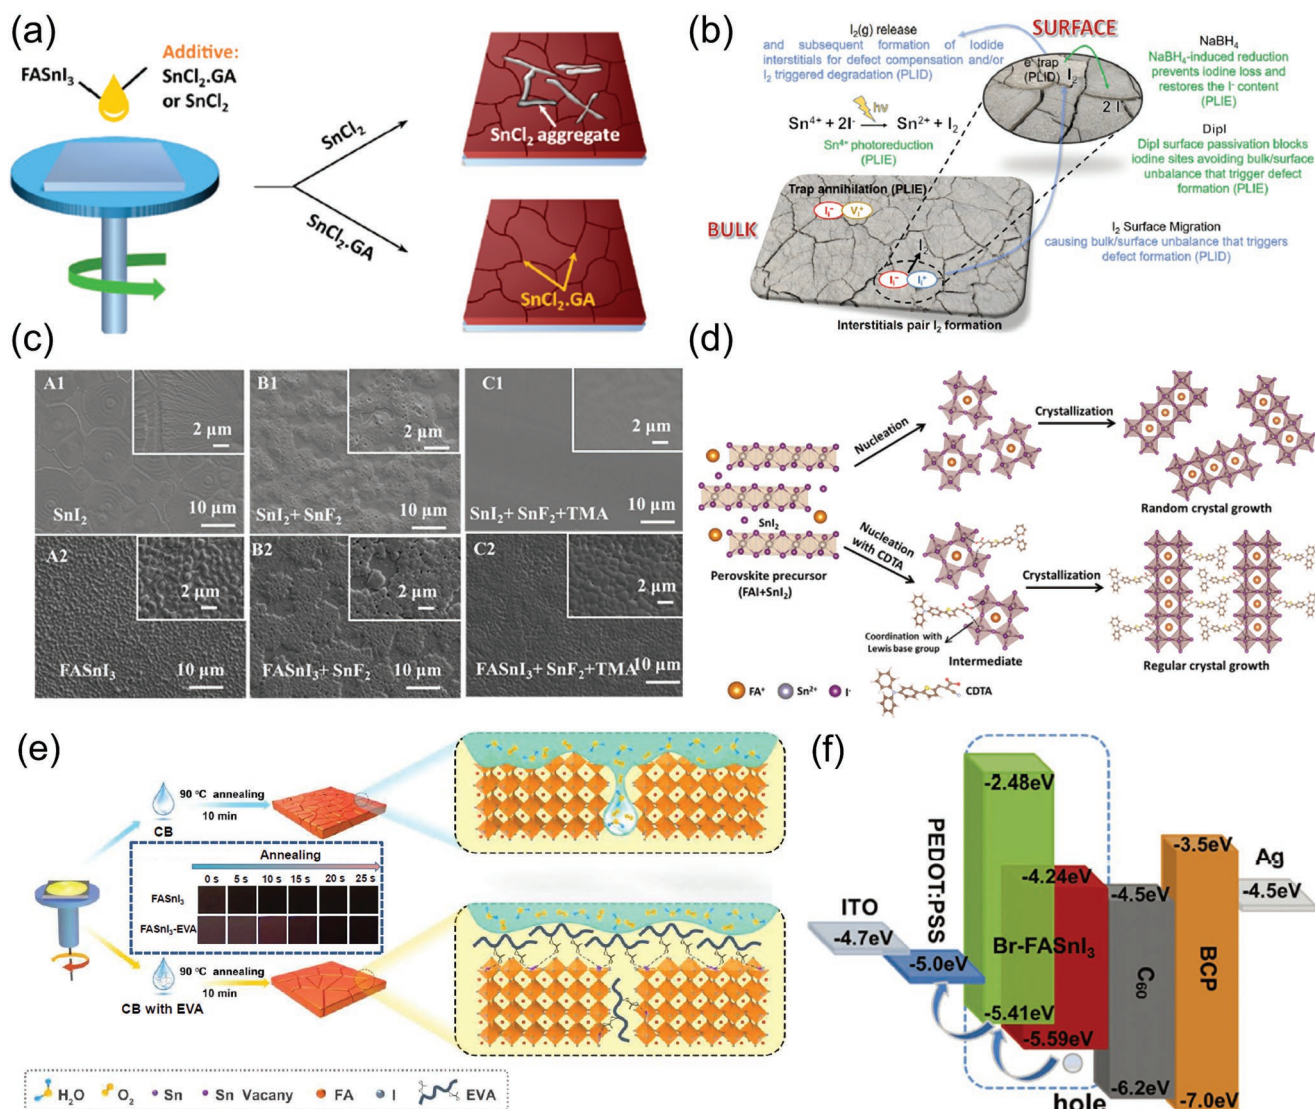 (a)
FASnI₃
Additive:
SnCl₂.GA
or SnCl₂
SnCl₂
SnCl₂.GA
SnCl₂ aggregate
SnCl₂.GA
(b)
SURFACE
I₂(g) release
and subsequent formation of Iodide
interstitials for defect compensation and/or
I₂ triggered degradation (PLID)
e⁻ trap
(PLID)
I₂
2 I⁻
NaBH₄
NaBH₄-induced reduction
prevents iodine loss and
restores the I⁻ content
(PLIE)
hν
Sn⁴⁺ + 2I⁻ → Sn²⁺ + I₂
Sn⁴⁺ photoreduction
(PLIE)
DipI
DipI surface passivation blocks
iodine sites avoiding bulk/surface
unbalance that trigger defect
formation (PLIE)
Trap annihilation (PLIE)
Iᵢ⁻ Vᵢ⁺
BULK
I₂
Iᵢ⁻ Iᵢ⁺
I₂ Surface Migration
causing bulk/surface unbalance that triggers
defect formation (PLID)
Interstitials pair I₂ formation
(c)
A1
2 µm
10 µm
SnI₂
B1
2 µm
10 µm
SnI₂+ SnF₂
C1
2 µm
10 µm
SnI₂+ SnF₂+TMA
A2
2 µm
FASnI₃ 10 µm
B2
2 µm
10 µm
FASnI₃+ SnF₂
C2
2 µm
FASnI₃+ SnF₂+TMA 10 µm
(d)
Nucleation
Crystallization
Random crystal growth
SnI₂
Perovskite precursor
(FAI+SnI₂)
Nucleation
with CDTA
Crystallization
Coordination with
Lewis base group
Intermediate
Regular crystal growth
FA⁺ Sn²⁺ I⁻ CDTA
(e)
90 °C annealing
10 min
CB
Annealing
0 s 5 s 10 s 15 s 20 s 25 s
FASnI₃
FASnI₃-EVA
90 °C annealing
10 min
CB with EVA
H₂O O₂ Sn Sn Vacany FA I EVA
(f)
ITO
-4.7eV
PEDOT:PSS
-5.0eV
-2.48eV
Br-FASnI₃
-5.41eV
-4.24eV
-5.59eV
hole
-4.5eV
C₆₀
-6.2eV
-3.5eV
BCP
-7.0eV
Ag
-4.5eV